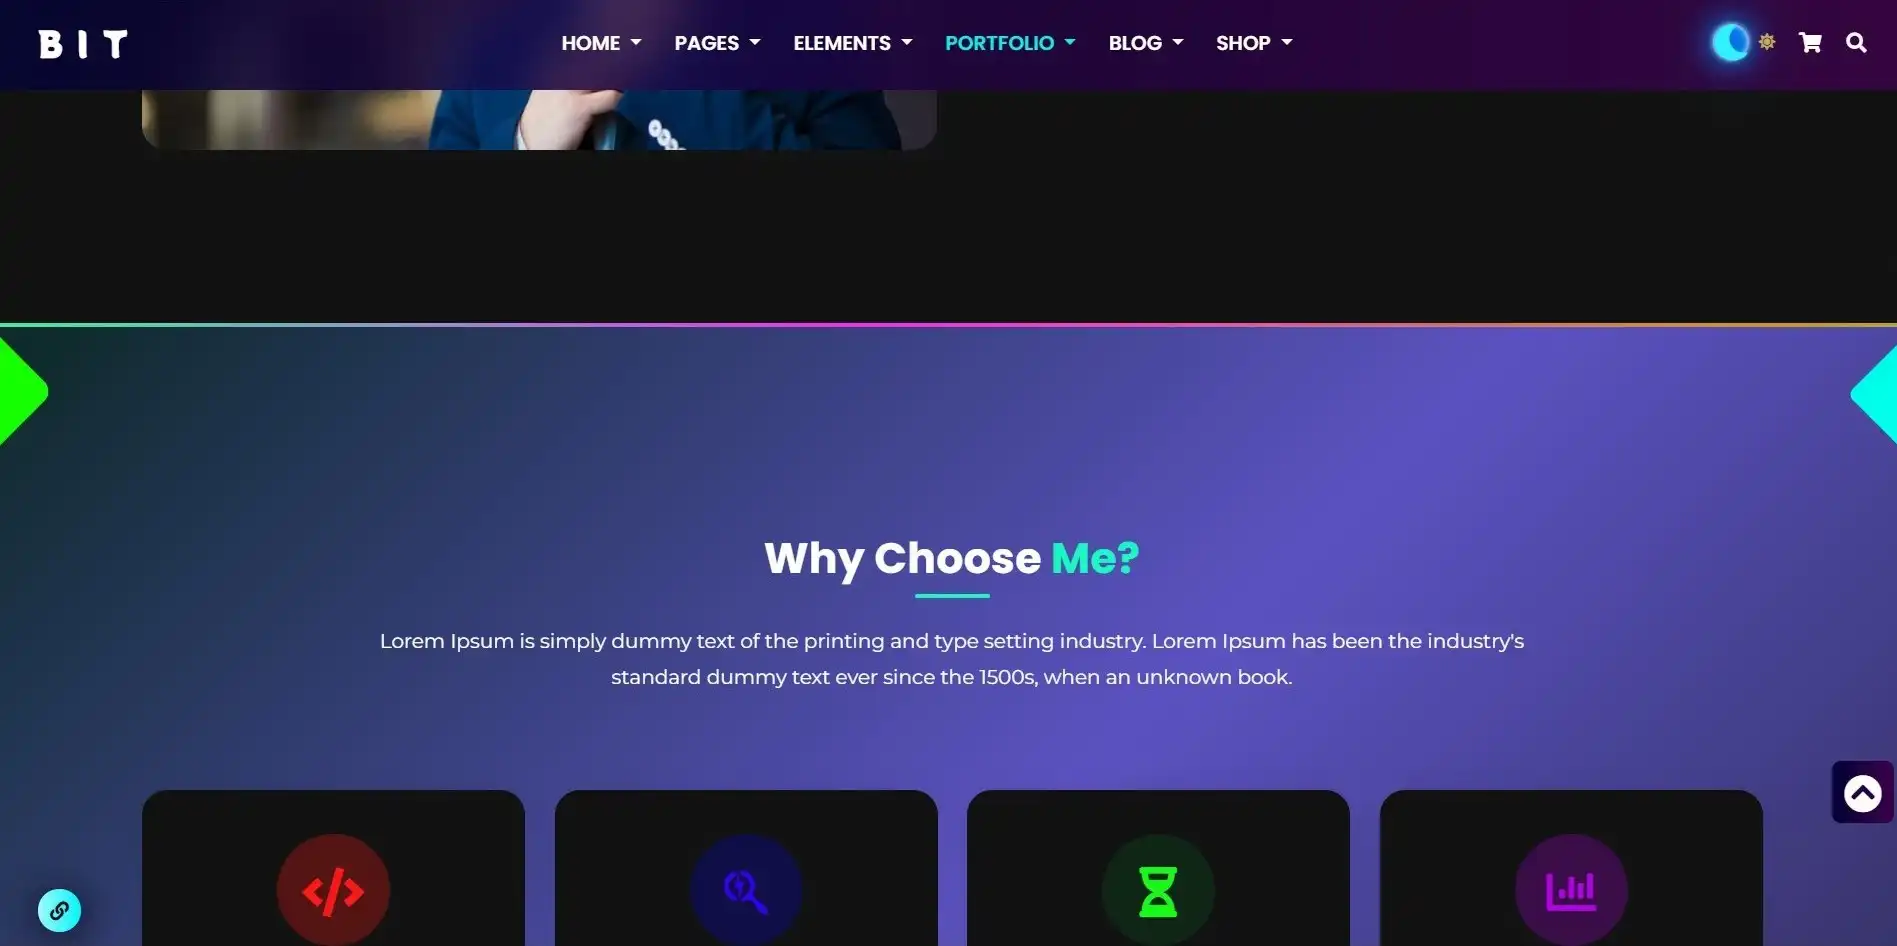 BIT
HOME PAGES ELEMENTS PORTFOLIO BLOG SHOP
Why Choose Me?
Lorem Ipsum is simply dummy text of the printing and type setting industry. Lorem Ipsum has been the industry's
standard dummy text ever since the 1500s, when an unknown book.